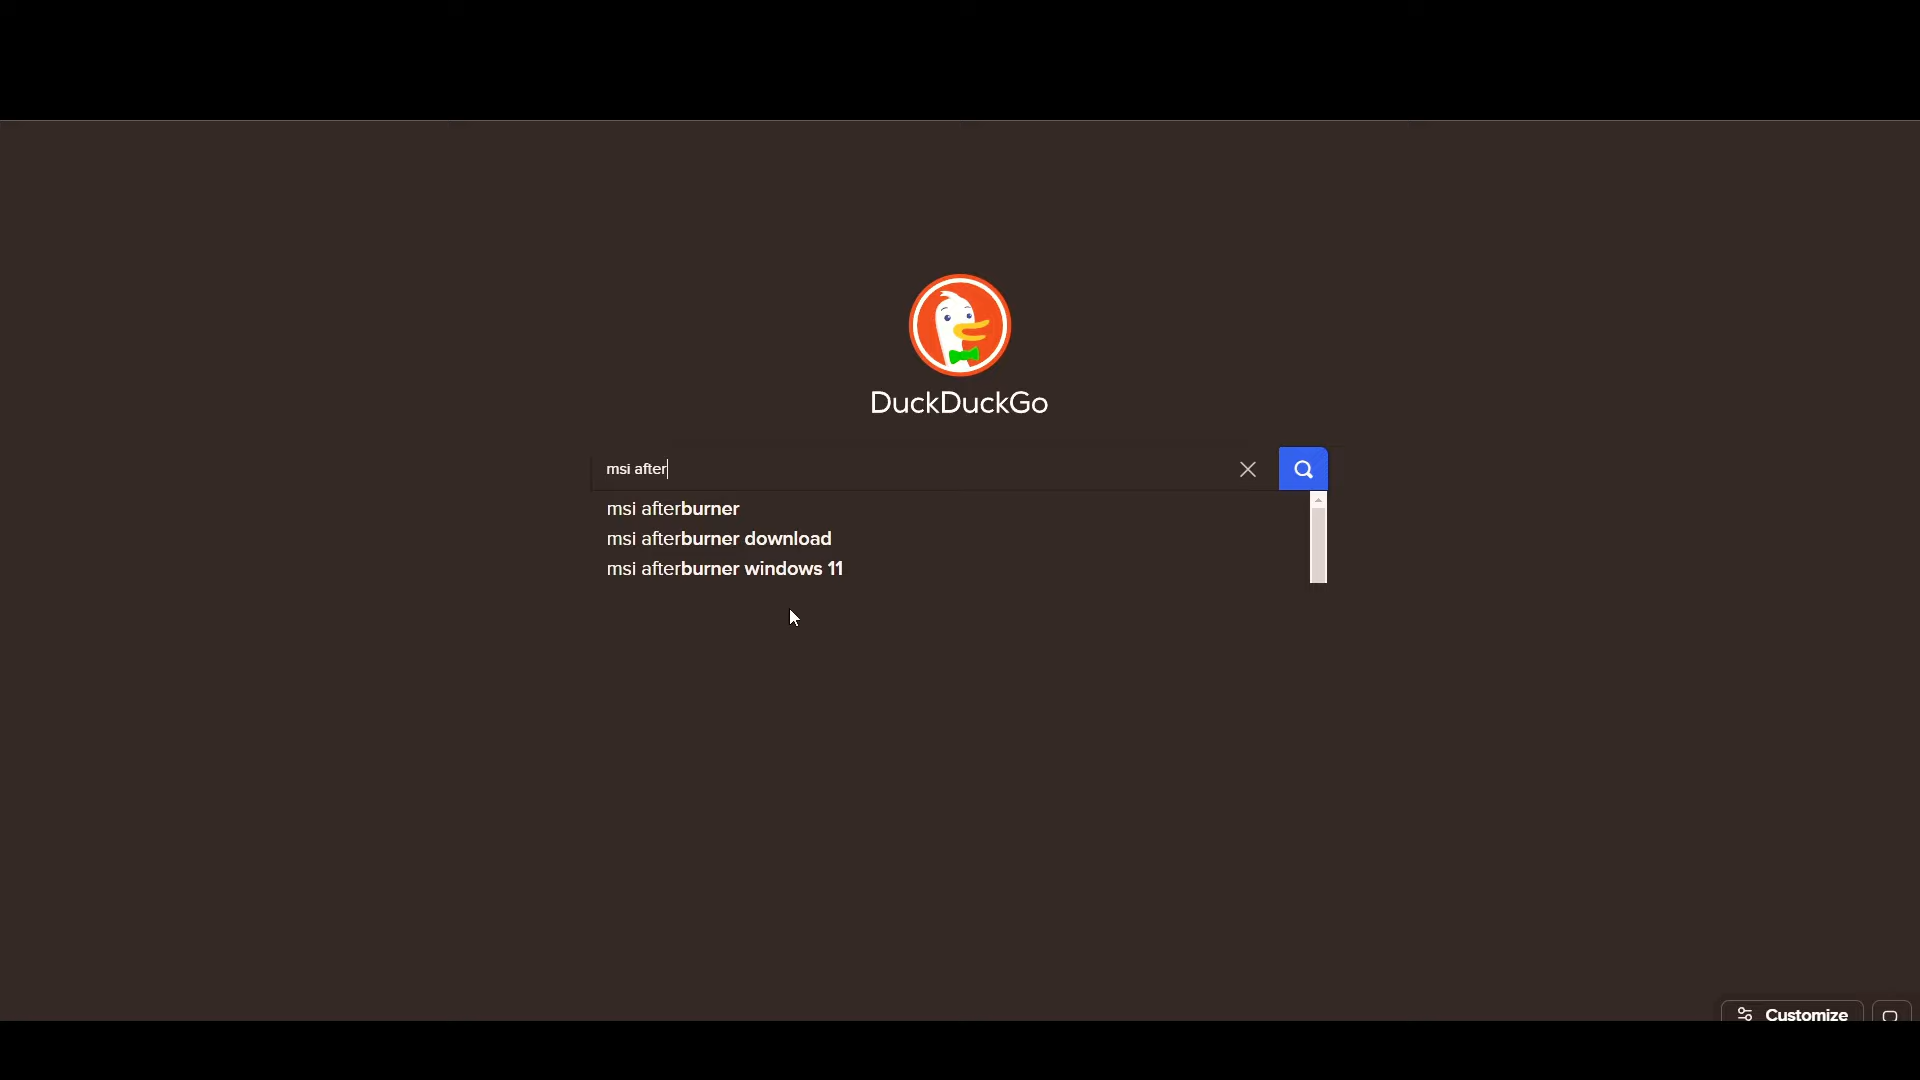 DuckDuckGo
msi after
msi afterburner
msi afterburner download
msi afterburner windows 11
Customize